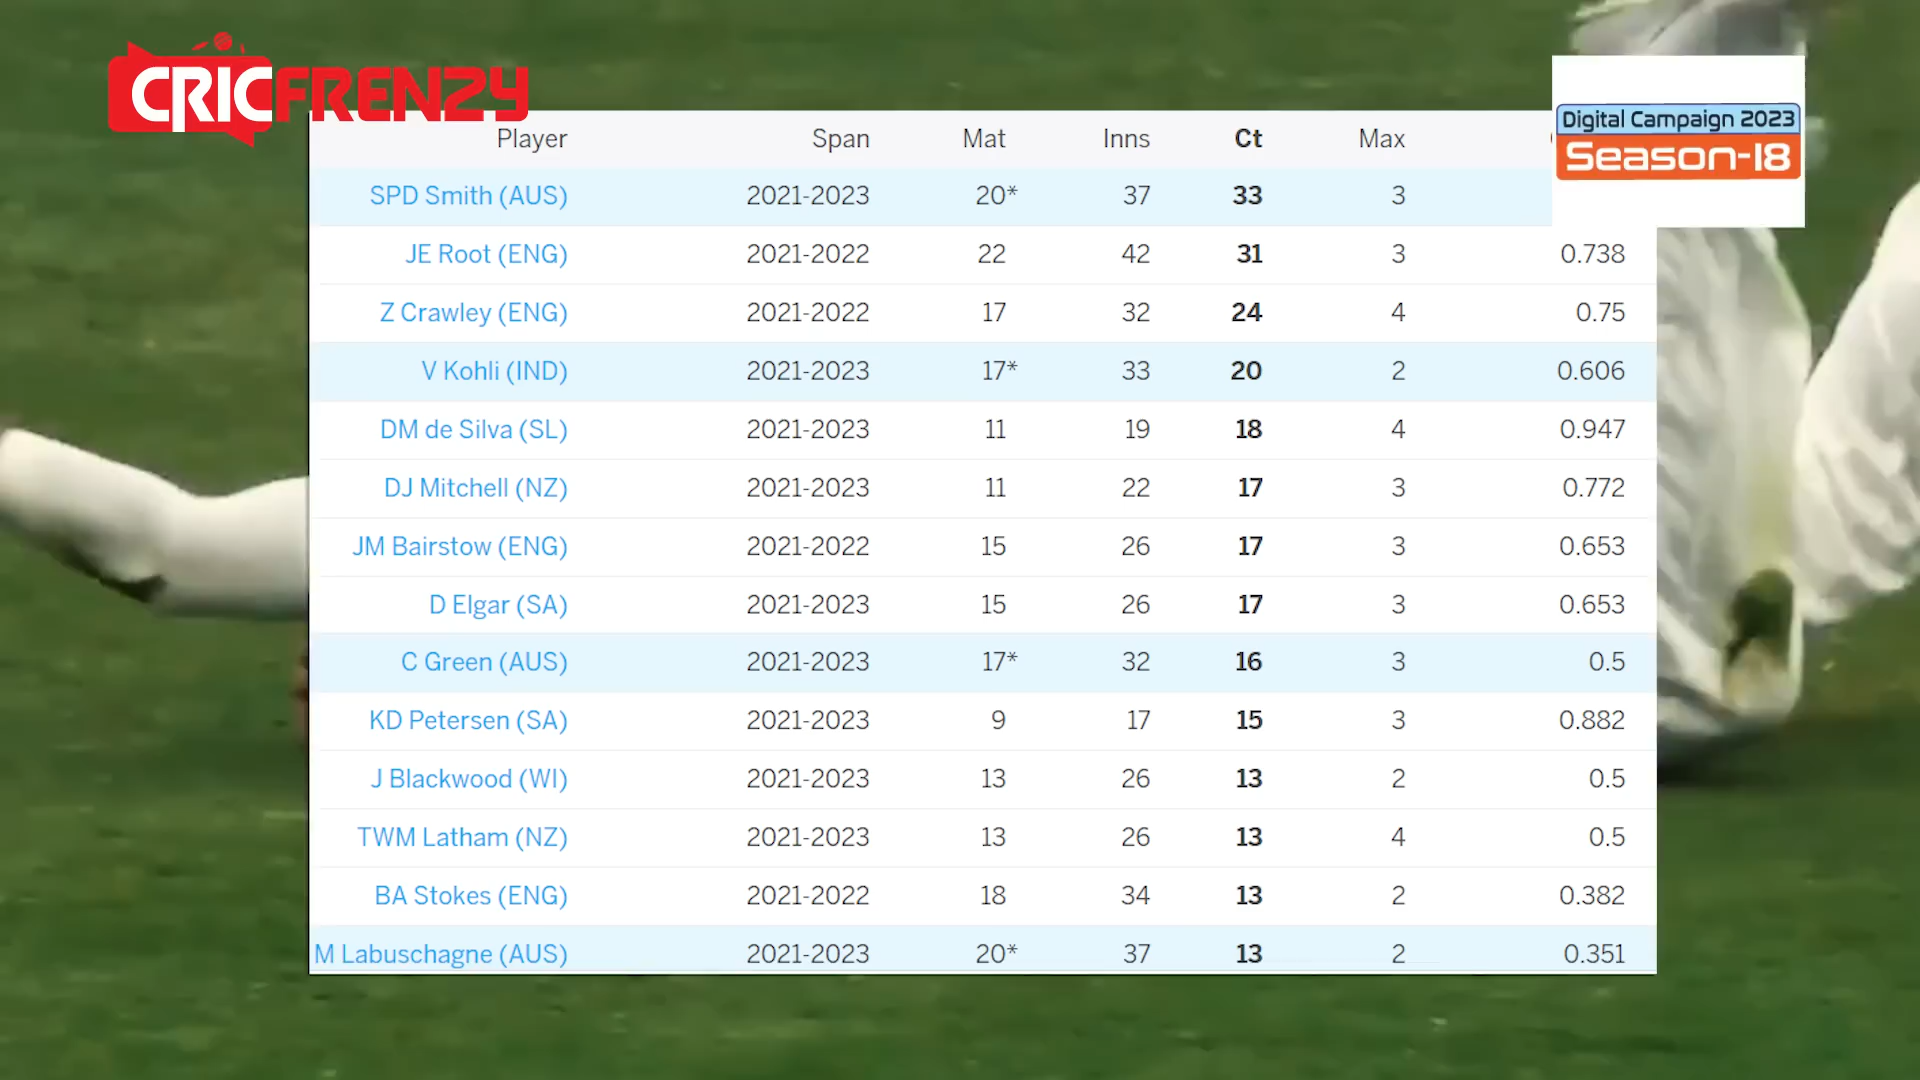 CRICFRENZY
Digital Campaign 2023
Season-18
Player Span Mat Inns Ct Max
SPD Smith (AUS) 2021-2023 20* 37 33 3
JE Root (ENG) 2021-2022 22 42 31 3 0.738
Z Crawley (ENG) 2021-2022 17 32 24 4 0.75
V Kohli (IND) 2021-2023 17* 33 20 2 0.606
DM de Silva (SL) 2021-2023 11 19 18 4 0.947
DJ Mitchell (NZ) 2021-2023 11 22 17 3 0.772
JM Bairstow (ENG) 2021-2022 15 26 17 3 0.653
D Elgar (SA) 2021-2023 15 26 17 3 0.653
C Green (AUS) 2021-2023 17* 32 16 3 0.5
KD Petersen (SA) 2021-2023 9 17 15 3 0.882
J Blackwood (WI) 2021-2023 13 26 13 2 0.5
TWM Latham (NZ) 2021-2023 13 26 13 4 0.5
BA Stokes (ENG) 2021-2022 18 34 13 2 0.382
M Labuschagne (AUS) 2021-2023 20* 37 13 2 0.351